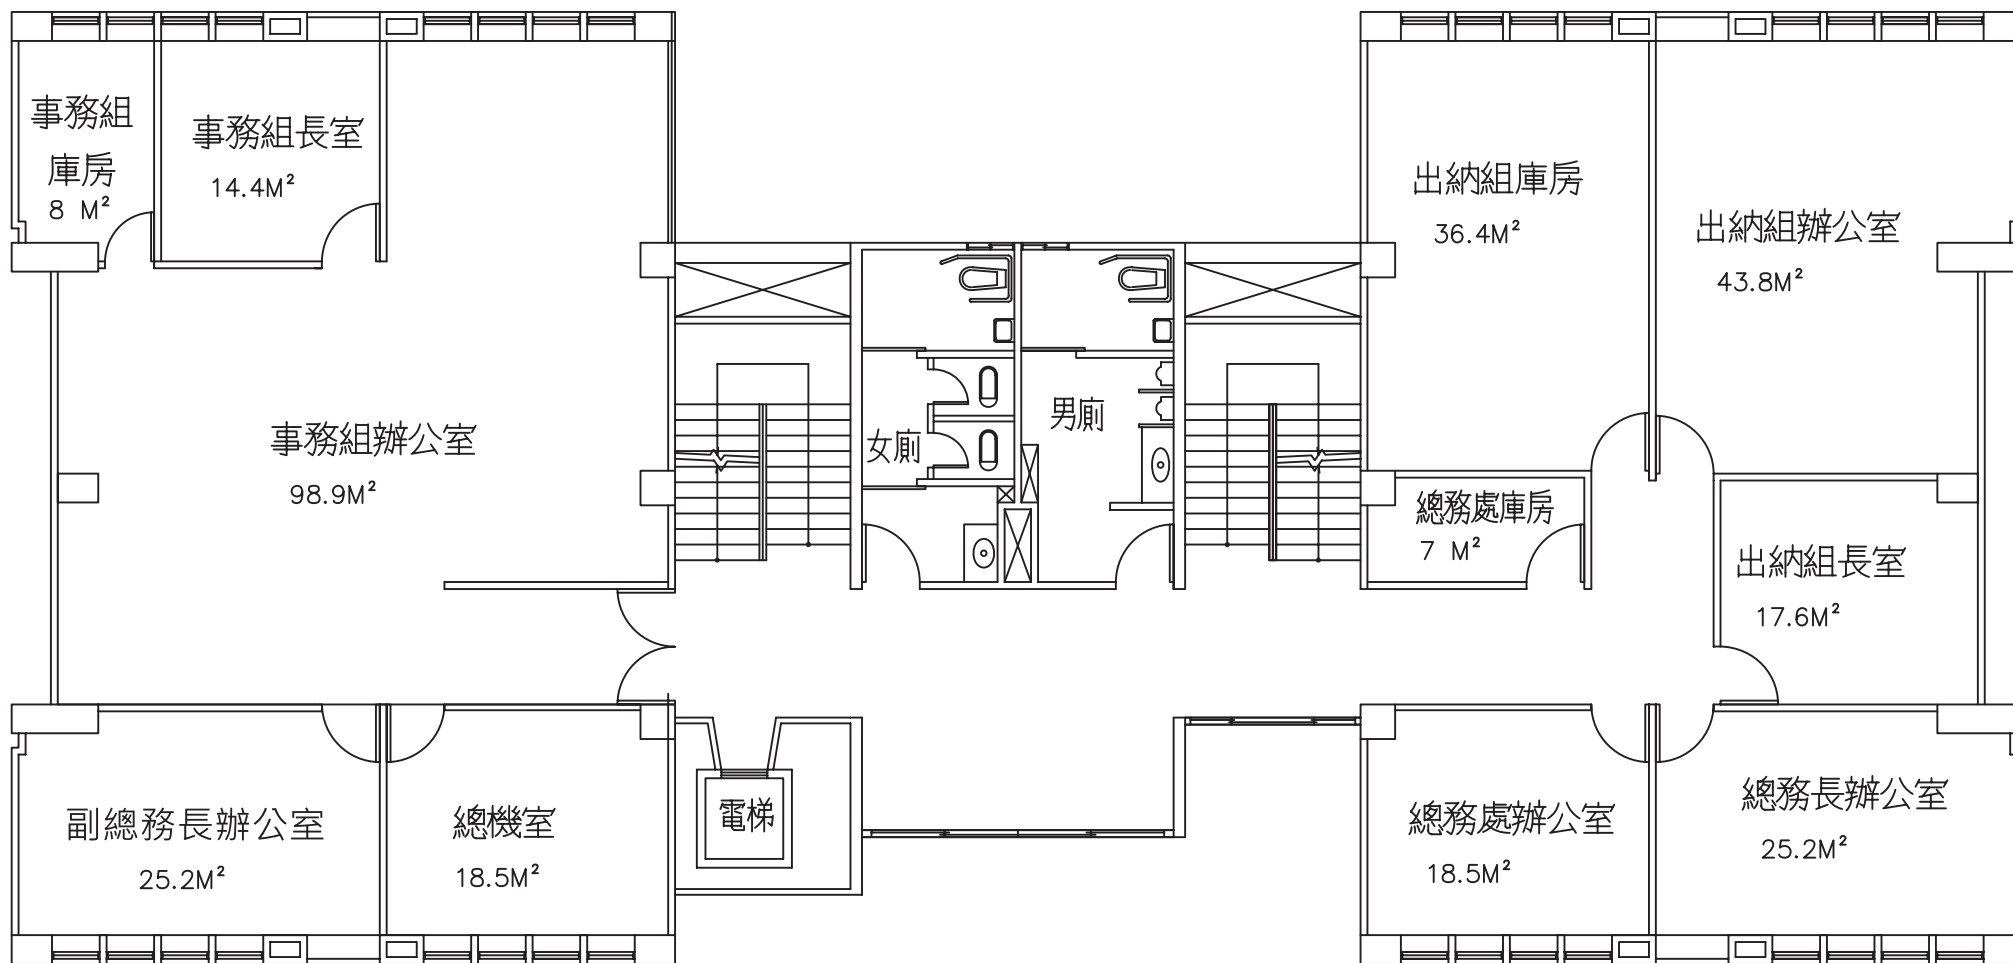 事務組
庫房
8 M²
事務組長室
14.4M²
事務組辦公室
98.9M²
女廁
男廁
出納組庫房
36.4M²
出納組辦公室
43.8M²
總務處庫房
7 M²
出納組長室
17.6M²
副總務長辦公室
25.2M²
總機室
18.5M²
電梯
總務處辦公室
18.5M²
總務長辦公室
25.2M²